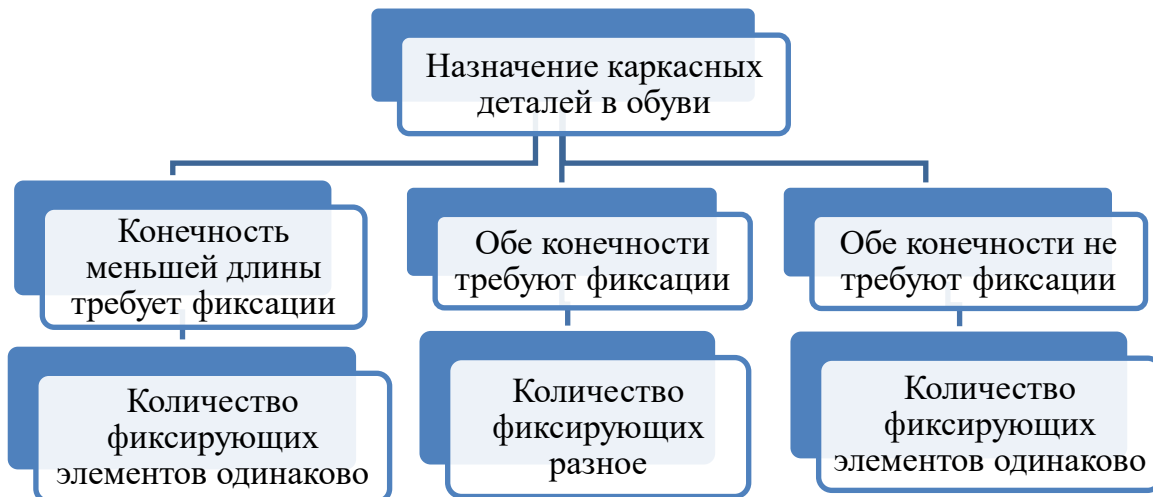 Назначение каркасных
деталей в обуви
Конечность
меньшей длины
требует фиксации
Обе конечности
требуют фиксации
Обе конечности не
требуют фиксации
Количество
фиксирующих
элементов одинаково
Количество
фиксирующих
разное
Количество
фиксирующих
элементов одинаково